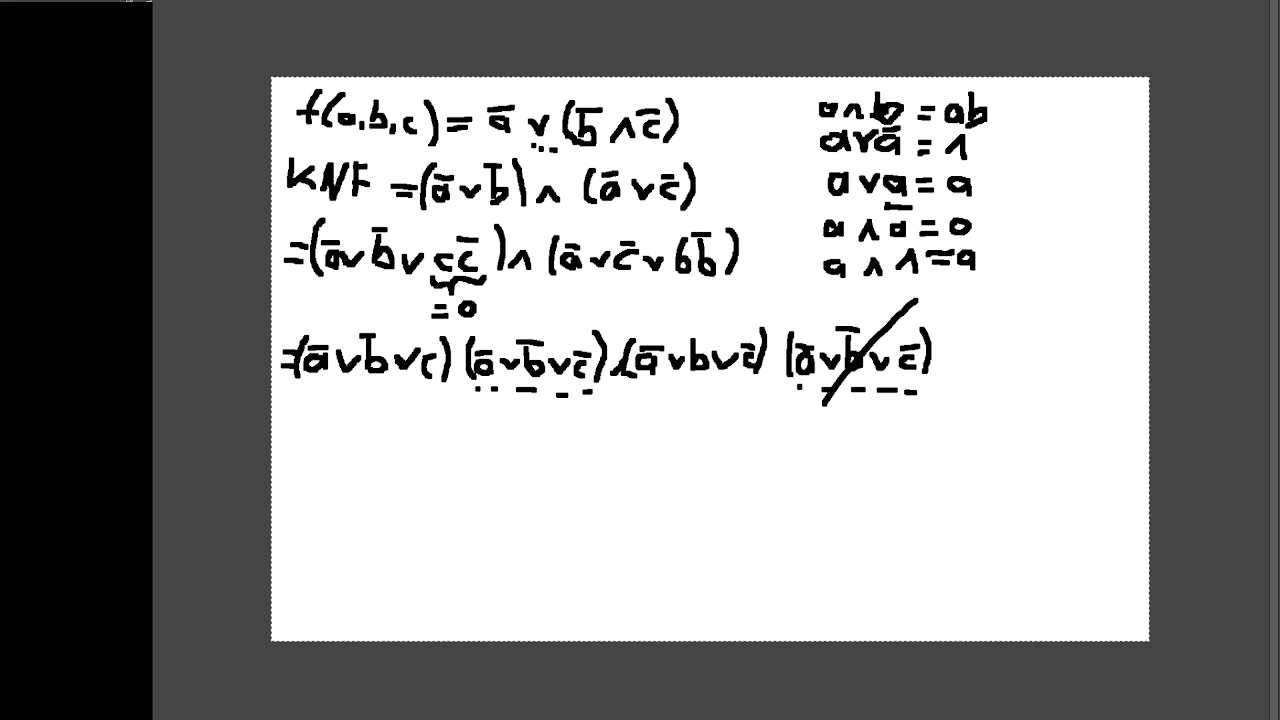 f(a,b,c) = a̅ ∨ (b̅ ∧ c̅)
KNF = (a̅ ∨ b̅) ∧ (a̅ ∨ c̅)
= (a̅ ∨ b̅ ∨ cc̅) ∧ (a̅ ∨ c̅ ∨ bb̅)
= 0
= (a̅ ∨ b̅ ∨ c) (a̅ ∨ b̅ ∨ c̅) ∧ (a̅ ∨ b ∨ c̅) (a̅ ∨ b̅ ∨ c̅)
a ∧ b = ab
a ∨ a̅ = 1
a ∨ a = a
a ∧ a̅ = 0
a ∧ 1 = a